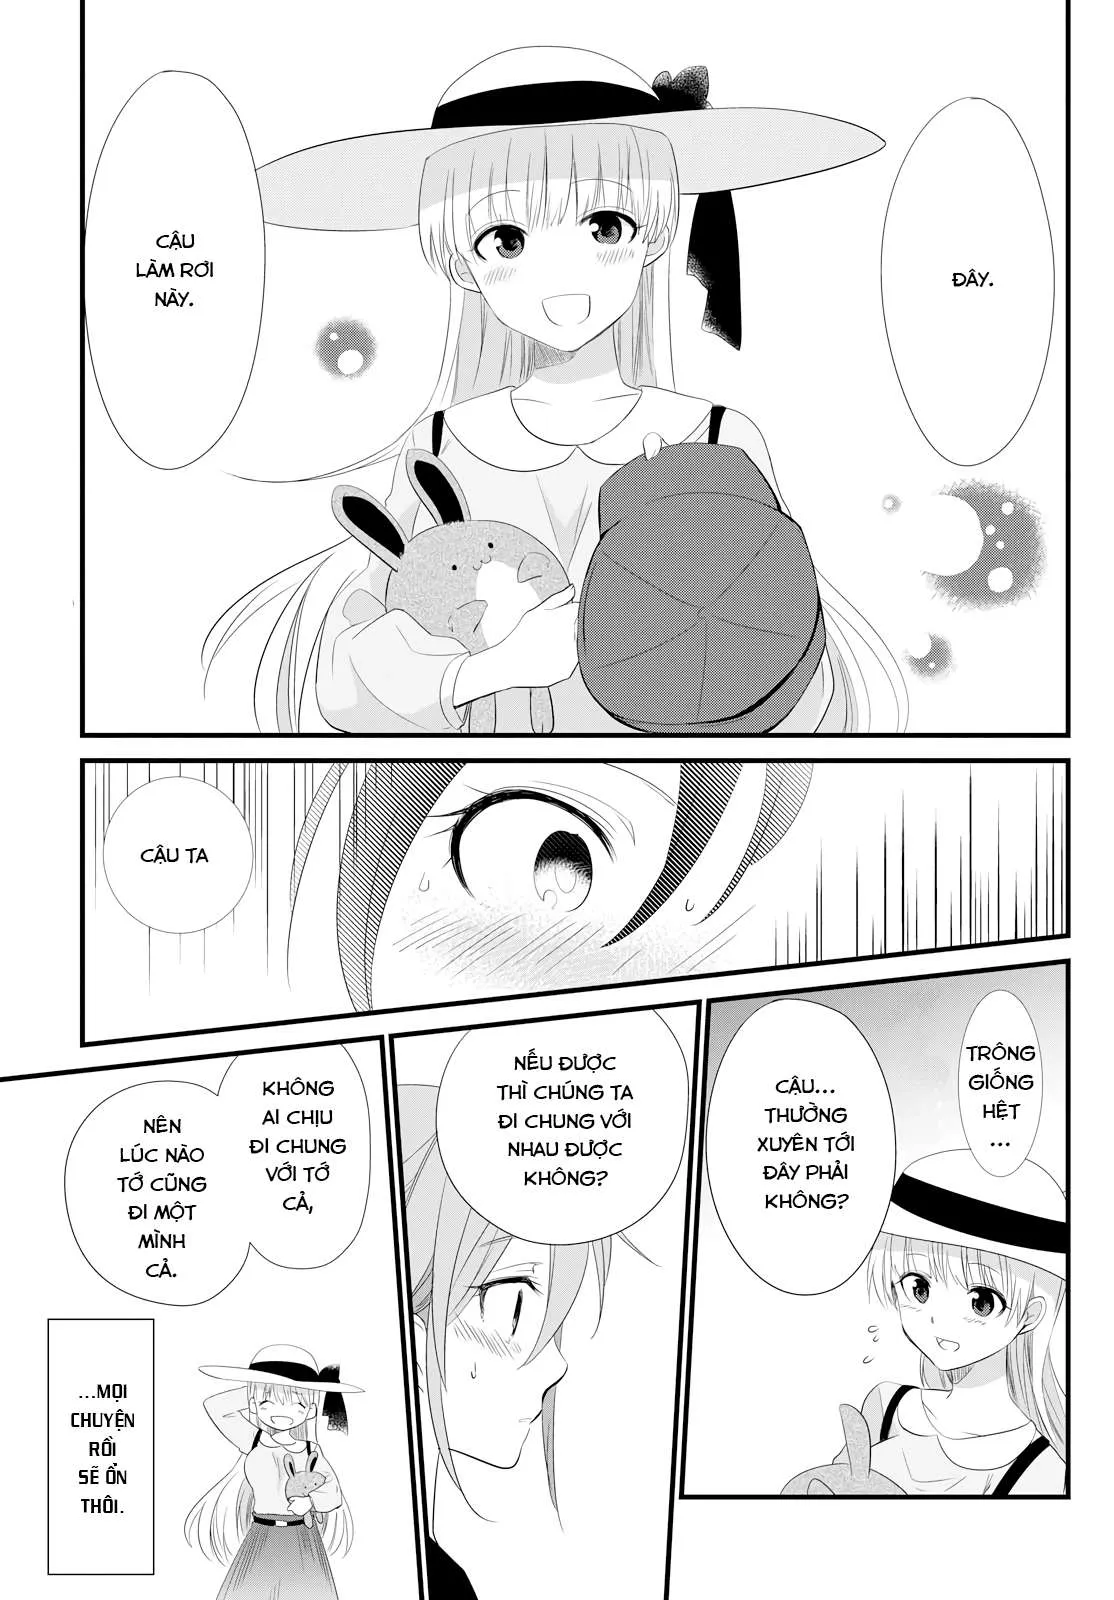 ĐÂY.
CẬU
LÀM RƠI
NÀY.
CẬU TA
TRÔNG
GIỐNG
HỆT
...
CẬU...
THƯỜNG
XUYÊN TỚI
ĐÂY PHẢI
KHÔNG?
NẾU ĐƯỢC
THÌ CHÚNG TA
ĐI CHUNG VỚI
NHAU ĐƯỢC
KHÔNG?
KHÔNG
AI CHỊU
ĐI CHUNG
VỚI TỚ
CẢ,
NÊN
LÚC NÀO
TỚ CŨNG
ĐI MỘT
MÌNH
CẢ.
...MỌI
CHUYỆN
RỒI
SẼ ỔN
THÔI.